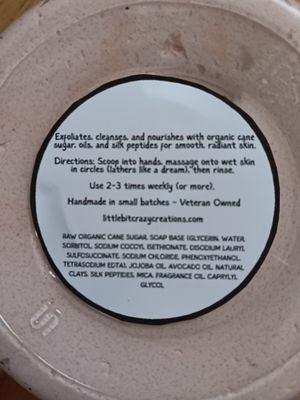 Exfoliates, cleanses, and nourishes with organic cane
sugar, oils, and silk peptides for smooth, radiant skin.
Directions: Scoop into hands, massage onto wet skin
in circles (lathers like a dream), then rinse.
Use 2-3 times weekly (or more).
Handmade in small batches - Veteran Owned
littlebitcrazycreations.com
RAW ORGANIC CANE SUGAR, SOAP BASE (GLYCERIN, WATER,
SORBITOL, SODIUM COCOYL ISETHIONATE, DISODIUM LAURYL
SULFOSUCCINATE, SODIUM CHLORIDE, PHENOXYETHANOL,
TETRASODIUM EDTA), JOJOBA OIL, AVOCADO OIL, NATURAL
CLAYS, SILK PEPTIDES, MICA, FRAGRANCE OIL, CAPRYLYL
GLYCOL